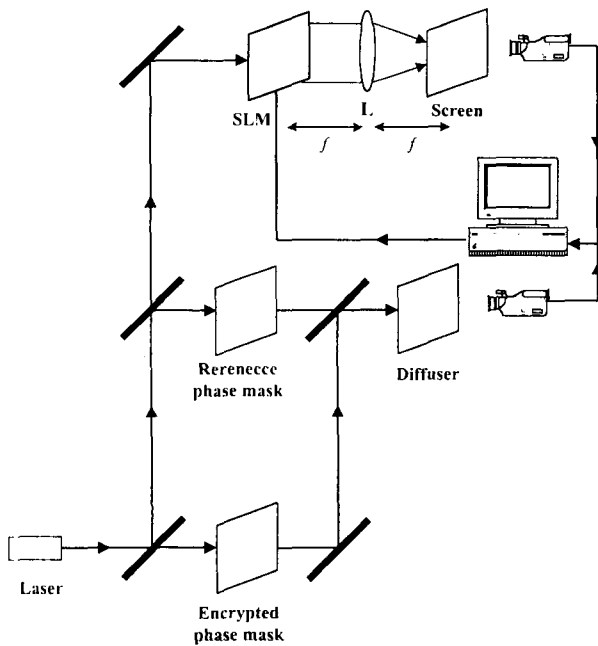 SLM
L
Screen
f
f
Rerenecce
phase mask
Diffuser
Laser
Encrypted
phase mask